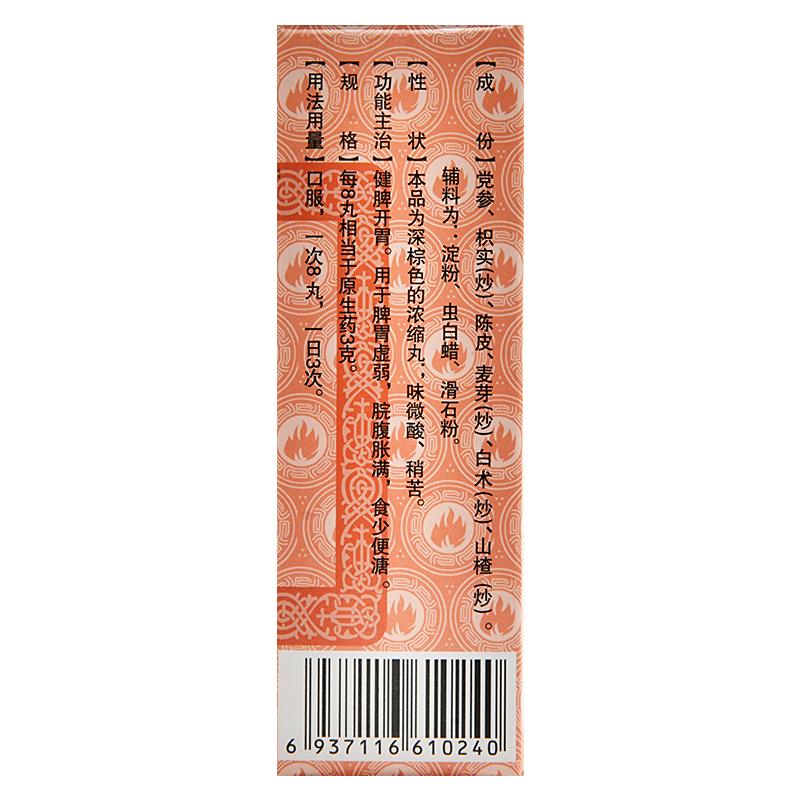 【成份】党参、枳实(炒)、陈皮、麦芽(炒)、白术(炒)、山楂(炒)。
辅料为:淀粉、虫白蜡、滑石粉。
【性状】本品为深棕色的浓缩丸;味微酸、稍苦。
【功能主治】健脾开胃。用于脾胃虚弱,脘腹胀满,食少便溏。
【规格】每8丸相当于原生药3克。
【用法用量】口服,一次8丸,一日3次。
6 937116 610240